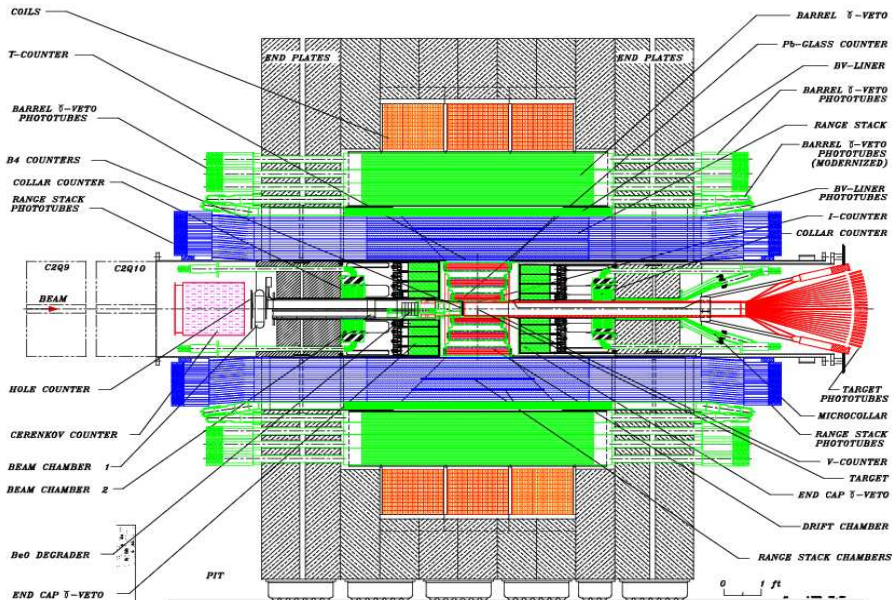 COILS
T-COUNTER
BARREL ɣ-VETO
PHOTOTUBES
B4 COUNTERS
COLLAR COUNTER
RANGE STACK
PHOTOTUBES
C2Q9
C2Q10
BEAM
HOLE COUNTER
CERENKOV COUNTER
BEAM CHAMBER 1
BEAM CHAMBER 2
BeO DEGRADER
END CAP ɣ-VETO
PIT
END PLATES
END PLATES
BARREL ɣ-VETO
Pb-GLASS COUNTER
BV-LINER
BARREL ɣ-VETO
PHOTOTUBES
RANGE STACK
BARREL ɣ-VETO
PHOTOTUBES
(MODERNIZED)
BV-LINER
PHOTOTUBES
I-COUNTER
COLLAR COUNTER
TARGET
PHOTOTUBES
MICROCOLLAR
RANGE STACK
PHOTOTUBES
V-COUNTER
TARGET
END CAP ɣ-VETO
DRIFT CHAMBER
RANGE STACK CHAMBERS
0 1 ft